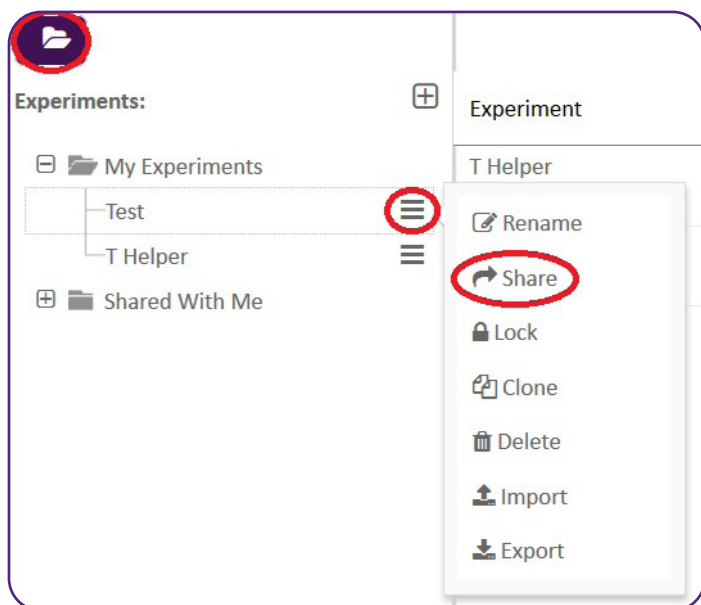 Experiments:
My Experiments
Test
T Helper
Shared With Me
Experiment
T Helper
Rename
Share
Lock
Clone
Delete
Import
Export